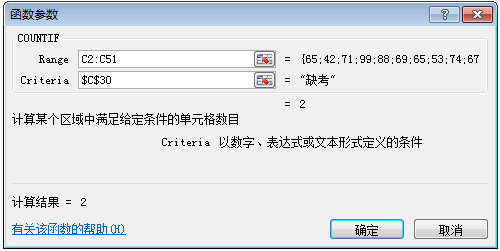 函数参数
COUNTIF
Range C2:C51 = {65;42;71;99;88;69;65;53;74;67
Criteria $C$30 = "缺考"
= 2
计算某个区域中满足给定条件的单元格数目
Criteria 以数字、表达式或文本形式定义的条件
计算结果 = 2
有关该函数的帮助(H)
确定 取消